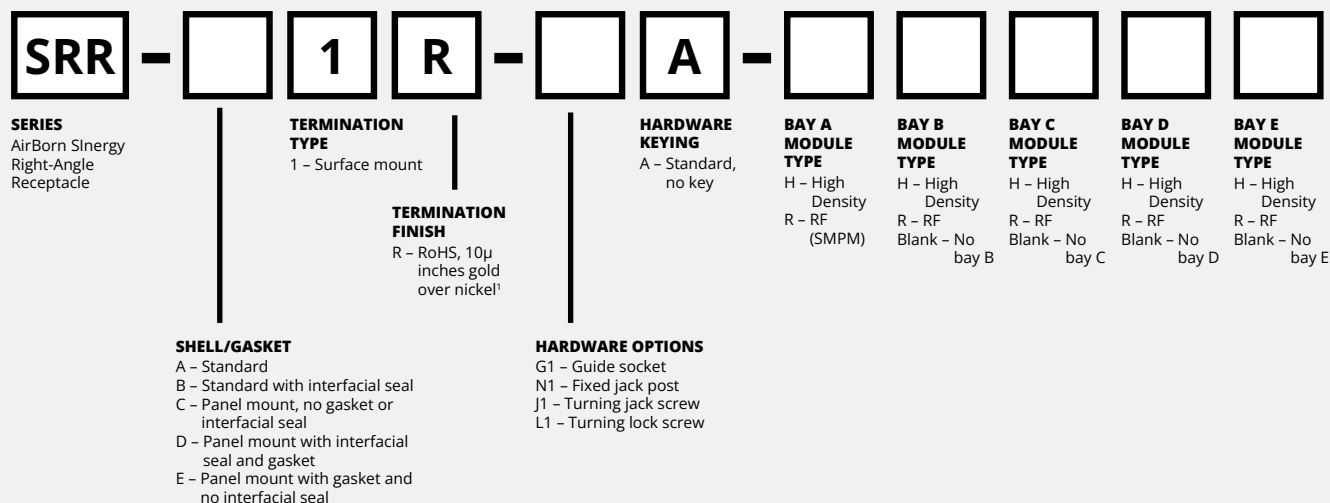 SRR - 1 R - A -
SERIES
AirBorn SInergy
Right-Angle
Receptacle
TERMINATION
TYPE
1 – Surface mount
TERMINATION
FINISH
R – RoHS, 10μ
inches gold
over nickel¹
HARDWARE
KEYING
A – Standard,
no key
BAY A
MODULE
TYPE
H – High
Density
R – RF
(SMPM)
BAY B
MODULE
TYPE
H – High
Density
R – RF
Blank – No
bay B
BAY C
MODULE
TYPE
H – High
Density
R – RF
Blank – No
bay C
BAY D
MODULE
TYPE
H – High
Density
R – RF
Blank – No
bay D
BAY E
MODULE
TYPE
H – High
Density
R – RF
Blank – No
bay E
SHELL/GASKET
A – Standard
B – Standard with interfacial seal
C – Panel mount, no gasket or
interfacial seal
D – Panel mount with interfacial
seal and gasket
E – Panel mount with gasket and
no interfacial seal
HARDWARE OPTIONS
G1 – Guide socket
N1 – Fixed jack post
J1 – Turning jack screw
L1 – Turning lock screw